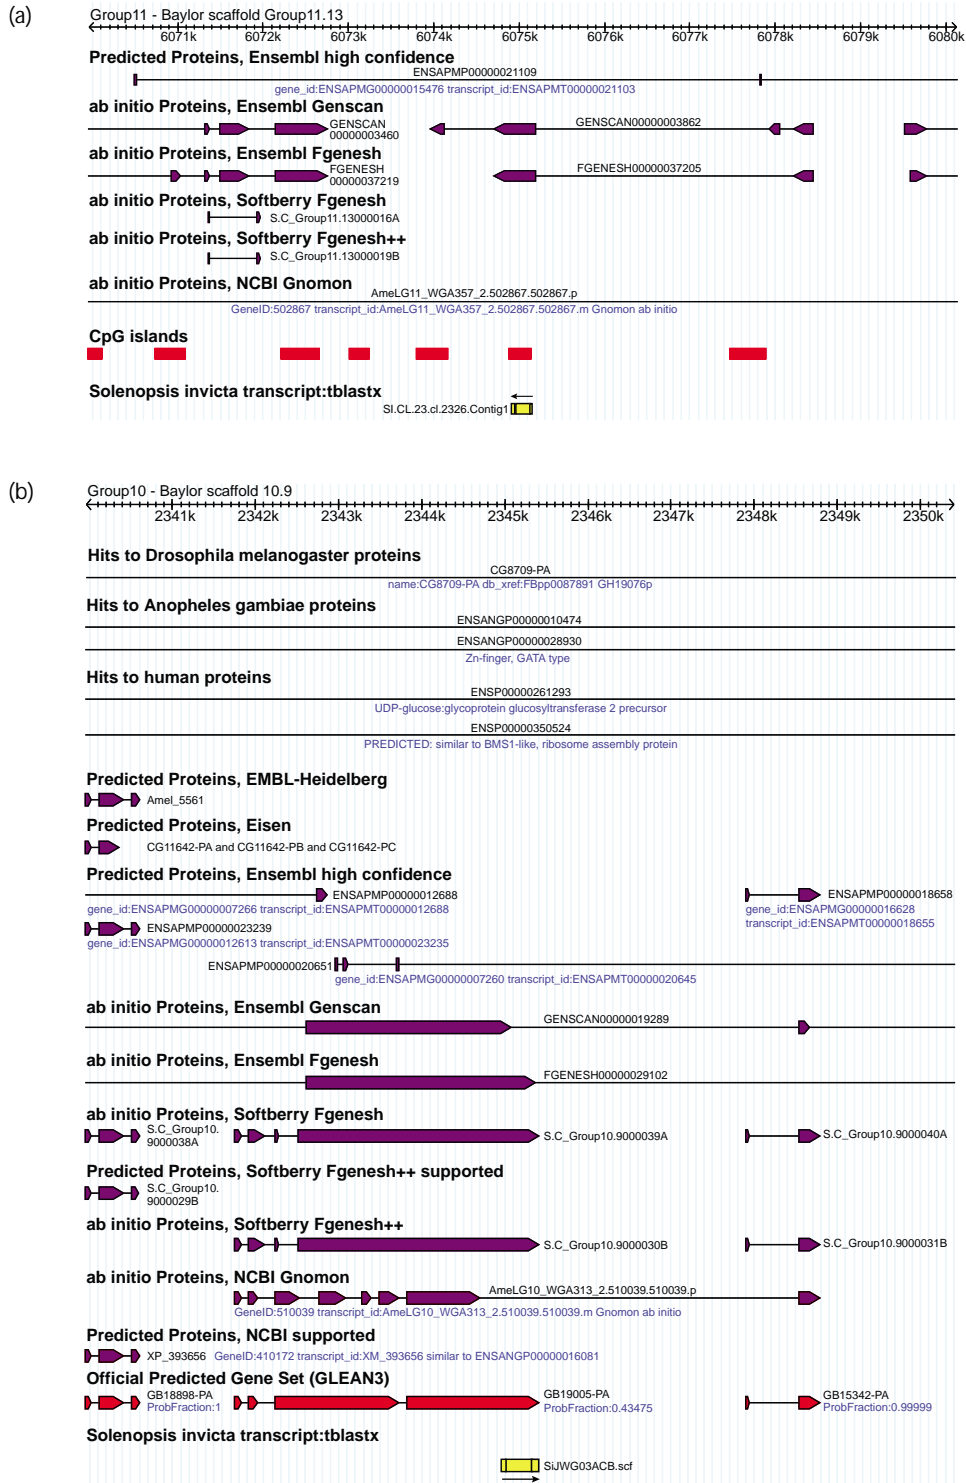 (a)
Group11 - Baylor scaffold Group11.13
6071k 6072k 6073k 6074k 6075k 6076k 6077k 6078k 6079k 6080k
Predicted Proteins, Ensembl high confidence
ENSAPMP00000021109
gene_id:ENSAPMG00000015476 transcript_id:ENSAPMT00000021103
ab initio Proteins, Ensembl Genscan
GENSCAN
00000003460
GENSCAN00000003862
ab initio Proteins, Ensembl Fgenesh
FGENESH
00000037219
FGENESH00000037205
ab initio Proteins, Softberry Fgenesh
S.C_Group11.13000016A
ab initio Proteins, Softberry Fgenesh++
S.C_Group11.13000019B
ab initio Proteins, NCBI Gnomon
AmeLG11_WGA357_2.502867.502867.p
GeneID:502867 transcript_id:AmeLG11_WGA357_2.502867.502867.m Gnomon ab initio
CpG islands
Solenopsis invicta transcript:tblastx
SI.CL.23.cl.2326.Contig1
(b)
Group10 - Baylor scaffold 10.9
2341k 2342k 2343k 2344k 2345k 2346k 2347k 2348k 2349k 2350k
Hits to Drosophila melanogaster proteins
CG8709-PA
name:CG8709-PA db_xref:FBpp0087891 GH19076p
Hits to Anopheles gambiae proteins
ENSANGP00000010474
ENSANGP00000028930
Zn-finger, GATA type
Hits to human proteins
ENSP00000261293
UDP-glucose:glycoprotein glucosyltransferase 2 precursor
ENSP00000350524
PREDICTED: similar to BMS1-like, ribosome assembly protein
Predicted Proteins, EMBL-Heidelberg
Amel_5561
Predicted Proteins, Eisen
CG11642-PA and CG11642-PB and CG11642-PC
Predicted Proteins, Ensembl high confidence
ENSAPMP00000012688
ENSAPMP00000018658
gene_id:ENSAPMG00000007266 transcript_id:ENSAPMT00000012688
gene_id:ENSAPMG00000016628
transcript_id:ENSAPMT00000018655
ENSAPMP00000023239
gene_id:ENSAPMG00000012613 transcript_id:ENSAPMT00000023235
ENSAPMP00000020651
gene_id:ENSAPMG00000007260 transcript_id:ENSAPMT00000020645
ab initio Proteins, Ensembl Genscan
GENSCAN00000019289
ab initio Proteins, Ensembl Fgenesh
FGENESH00000029102
ab initio Proteins, Softberry Fgenesh
S.C_Group10.
9000038A
S.C_Group10.9000039A
S.C_Group10.9000040A
Predicted Proteins, Softberry Fgenesh++ supported
S.C_Group10.
9000029B
ab initio Proteins, Softberry Fgenesh++
S.C_Group10.9000030B
S.C_Group10.9000031B
ab initio Proteins, NCBI Gnomon
AmeLG10_WGA313_2.510039.510039.p
GeneID:510039 transcript_id:AmeLG10_WGA313_2.510039.510039.m Gnomon ab initio
Predicted Proteins, NCBI supported
XP_393656 GeneID:410172 transcript_id:XM_393656 similar to ENSANGP00000016081
Official Predicted Gene Set (GLEAN3)
GB18898-PA
ProbFraction:1
GB19005-PA
ProbFraction:0.43475
GB15342-PA
ProbFraction:0.99999
Solenopsis invicta transcript:tblastx
SiJWG03ACB.scf